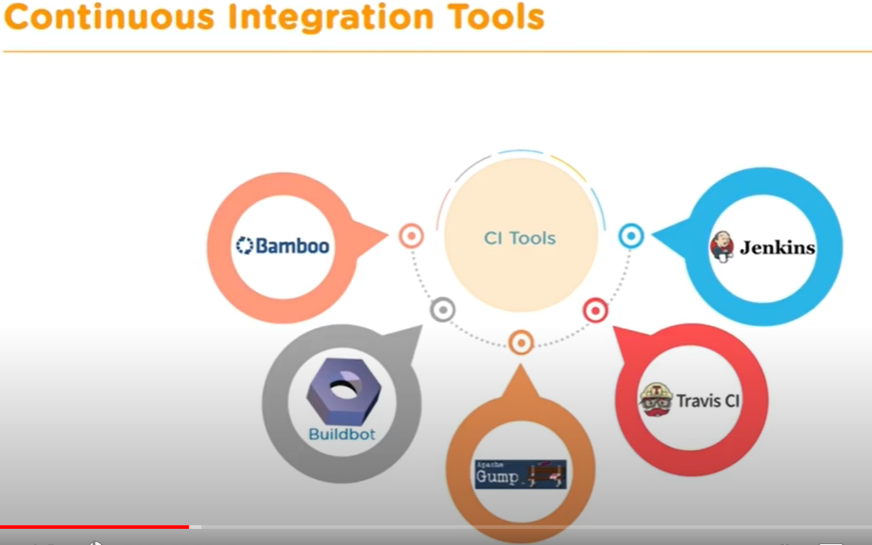 Continuous Integration Tools
CI Tools
Bamboo
Jenkins
Buildbot
Travis CI
Apache
Gump